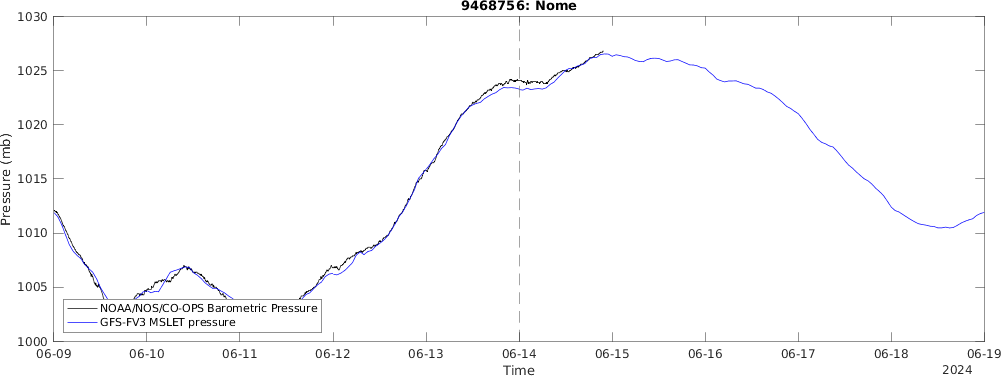 9468756: Nome
1030
1025
1020
1015
1010
1005
1000
Pressure (mb)
NOAA/NOS/CO-OPS Barometric Pressure
GFS-FV3 MSLET pressure
06-09 06-10 06-11 06-12 06-13 06-14 06-15 06-16 06-17 06-18 06-19
Time
2024